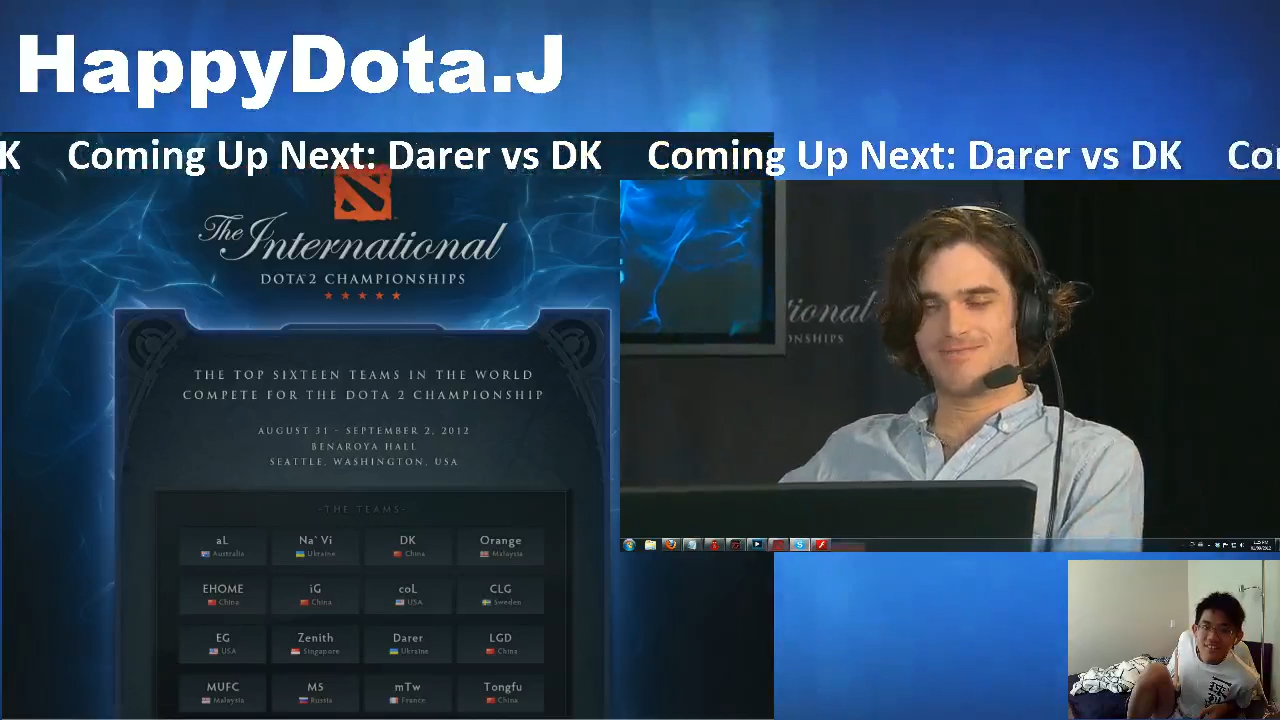 HappyDota.J
K Coming Up Next: Darer vs DK Coming Up Next: Darer vs DK Co
The International
DOTA 2 CHAMPIONSHIPS
THE TOP SIXTEEN TEAMS IN THE WORLD
COMPETE FOR THE DOTA 2 CHAMPIONSHIP
AUGUST 31 - SEPTEMBER 2, 2012
BENAROYA HALL
SEATTLE, WASHINGTON, USA
-THE TEAMS-
aL Na`Vi DK Orange
Australia Ukraine China Malaysia
EHOME iG coL CLG
China China USA Sweden
EG Zenith Darer LGD
USA Singapore Ukraine China
MUFC M5 mTw Tongfu
Malaysia Russia France China
tional
ONSHIPS